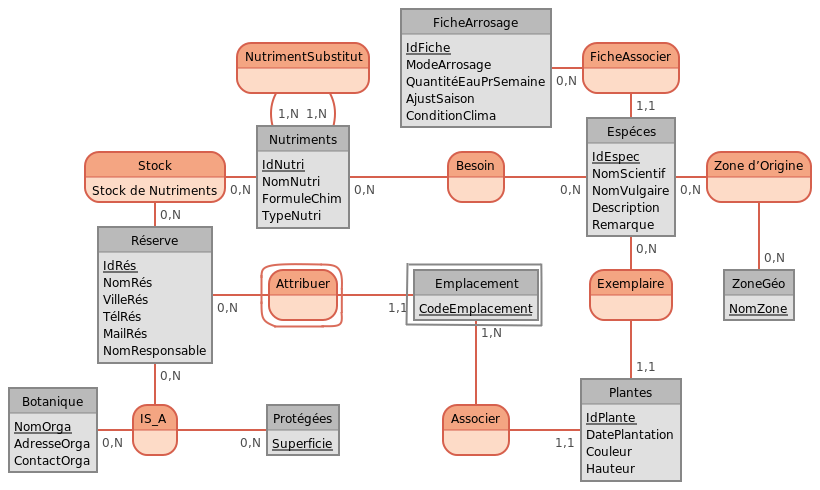 FicheArrosage
IdFiche
ModeArrosage
QuantitéEauPrSemaine
AjustSaison
ConditionClima
NutrimentSubstitut
FicheAssocier
0,N
1,1
1,N
1,N
Nutriments
IdNutri
NomNutri
FormuleChim
TypeNutri
Espéces
IdEspec
NomScientif
NomVulgaire
Description
Remarque
Stock
Stock de Nutriments
0,N
0,N
Besoin
0,N
0,N
Zone d’Origine
0,N
0,N
0,N
Réserve
IdRés
NomRés
VilleRés
TélRés
MailRés
NomResponsable
0,N
Attribuer
1,1
Emplacement
CodeEmplacement
Exemplaire
ZoneGéo
NomZone
0,N
1,N
1,1
Botanique
NomOrga
AdresseOrga
ContactOrga
0,N
IS_A
0,N
Protégées
Superficie
Associer
1,1
Plantes
IdPlante
DatePlantation
Couleur
Hauteur
0,N